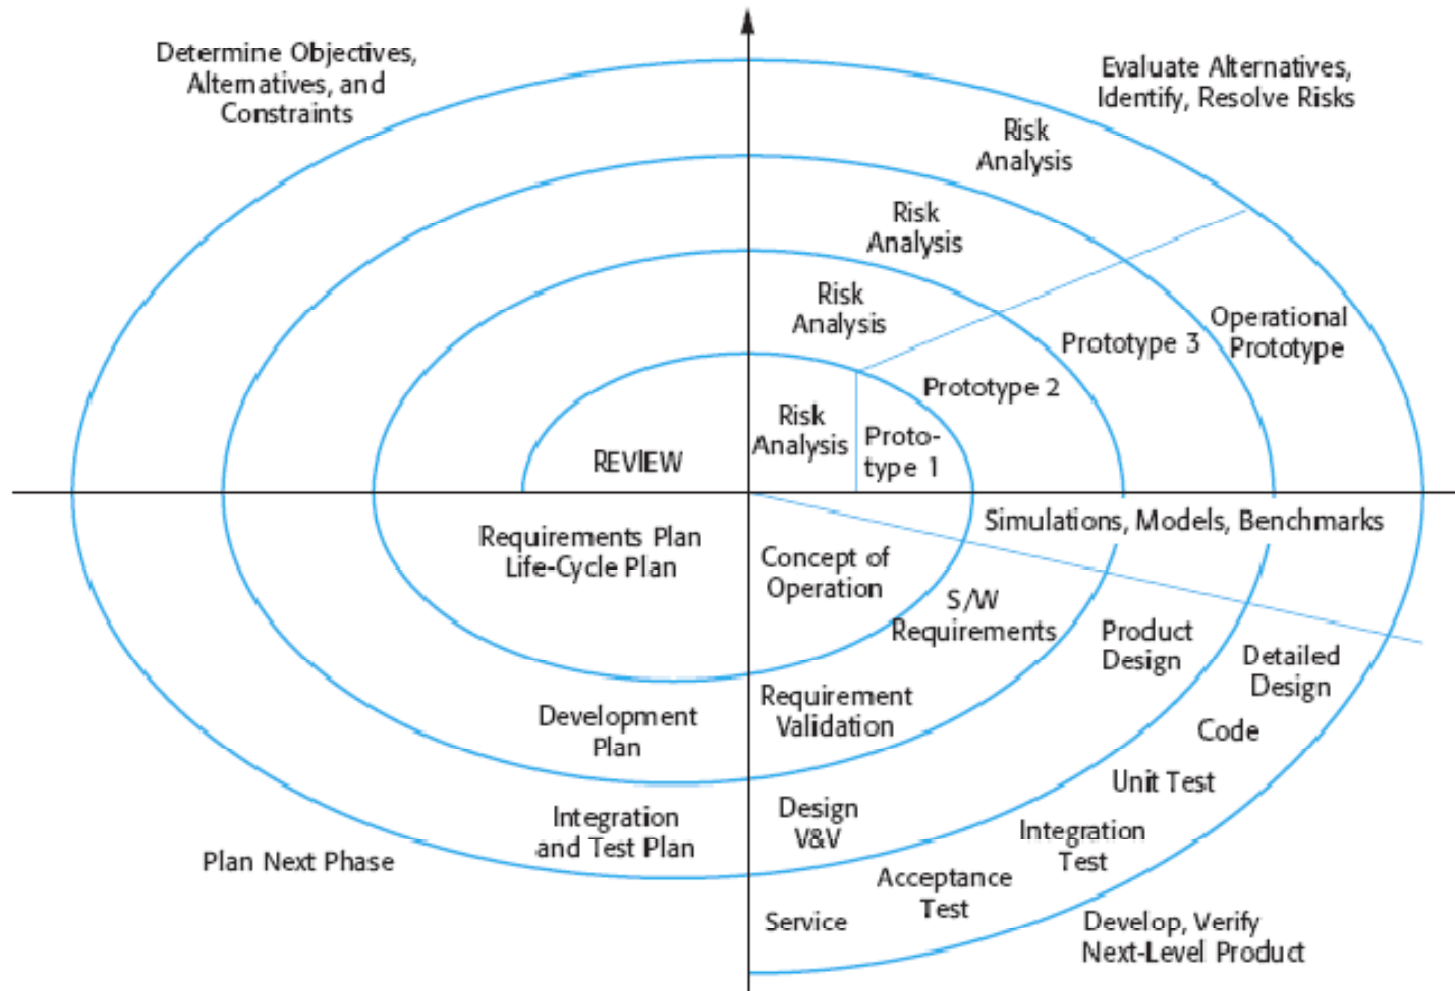 Determine Objectives,
Alternatives, and
Constraints
Evaluate Alternatives,
Identify, Resolve Risks
Risk
Analysis
Risk
Analysis
Risk
Analysis
Operational
Prototype
Prototype 3
Prototype 2
Risk
Analysis
Proto-
type 1
REVIEW
Simulations, Models, Benchmarks
Requirements Plan
Life-Cycle Plan
Concept of
Operation
S/W
Requirements
Product
Design
Detailed
Design
Requirement
Validation
Development
Plan
Code
Unit Test
Integration
and Test Plan
Design
V&V
Integration
Test
Plan Next Phase
Acceptance
Test
Service
Develop, Verify
Next-Level Product